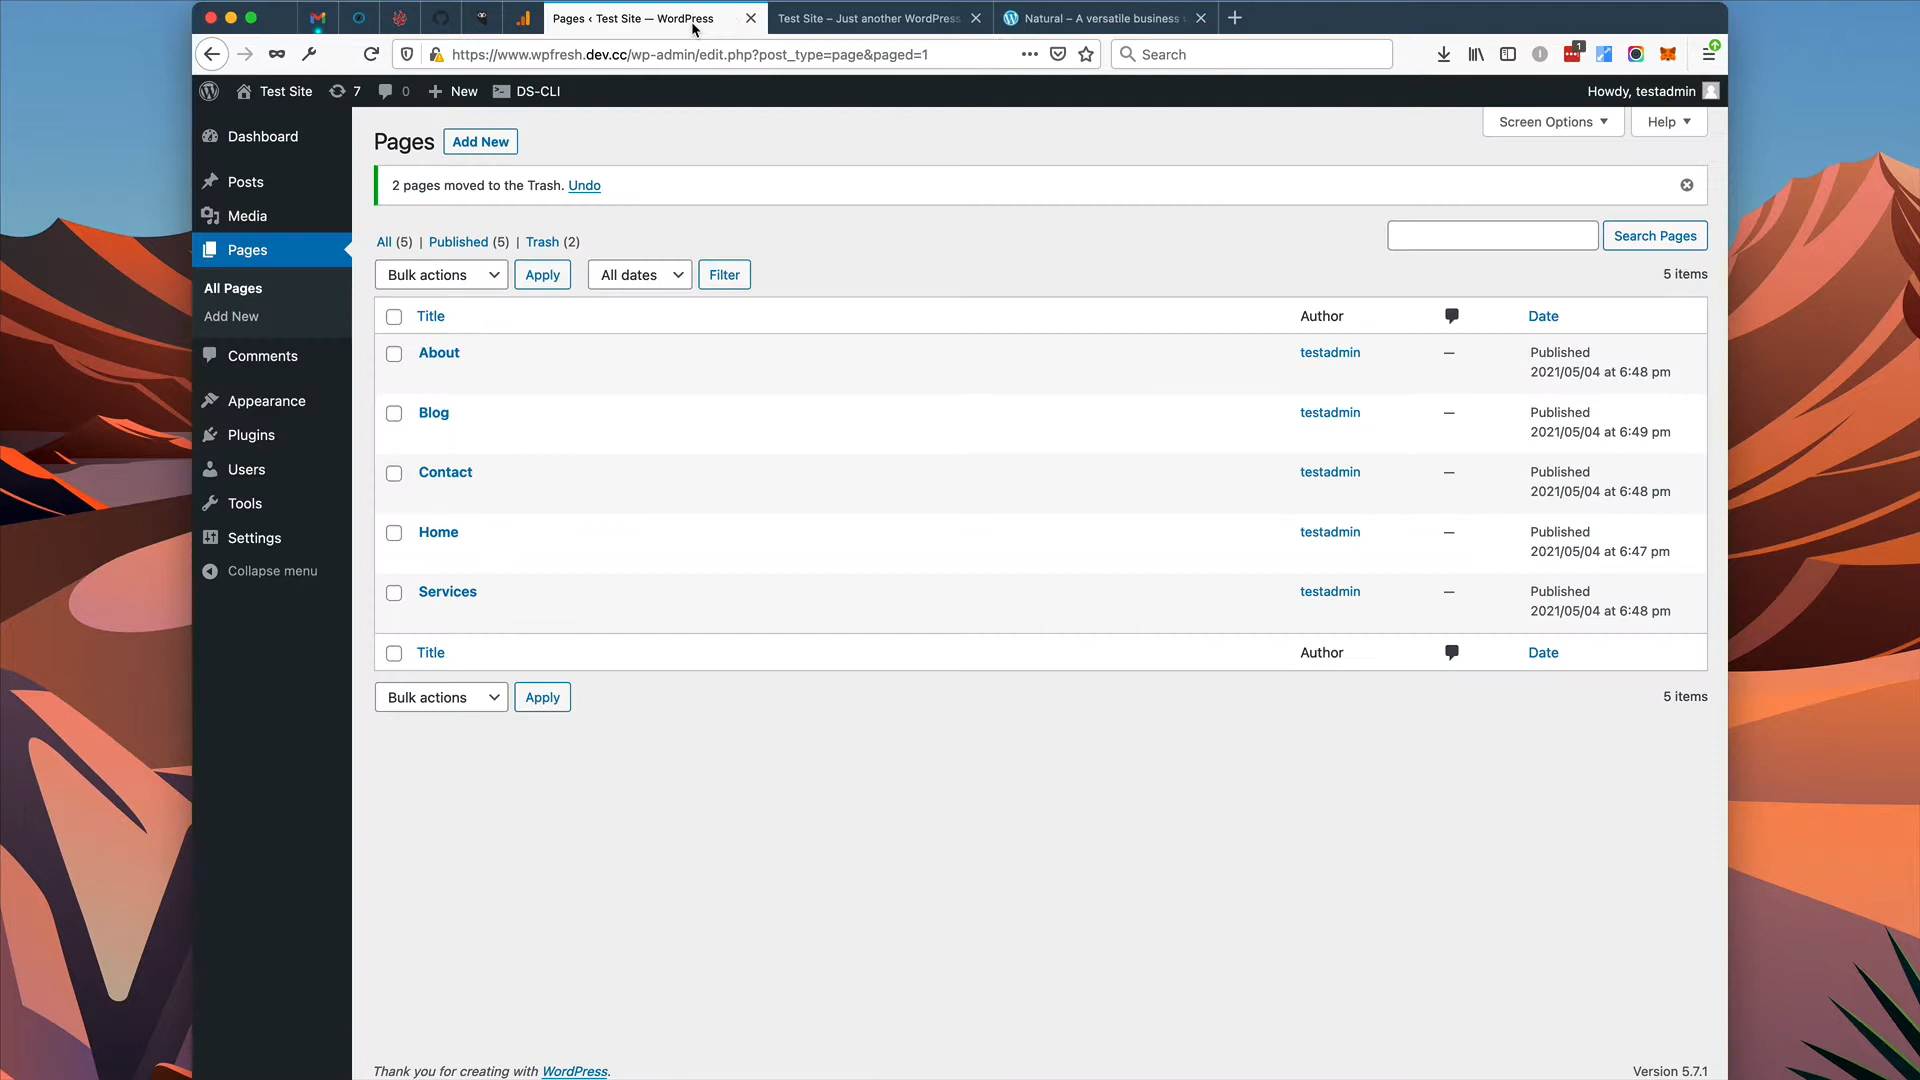 Pages ‹ Test Site — WordPress
Test Site – Just another WordPress
Natural – A versatile business
https://www.wpfresh.dev.cc/wp-admin/edit.php?post_type=page&paged=1
Search
1
Test Site
7
0
New
DS-CLI
Howdy, testadmin
Dashboard
Posts
Media
Pages
All Pages
Add New
Comments
Appearance
Plugins
Users
Tools
Settings
Collapse menu
Screen Options
Help
Pages
Add New
2 pages moved to the Trash. Undo
All (5) | Published (5) | Trash (2)
Search Pages
Bulk actions
Apply
All dates
Filter
5 items
Title
Author
Date
About
testadmin
—
Published
2021/05/04 at 6:48 pm
Blog
testadmin
—
Published
2021/05/04 at 6:49 pm
Contact
testadmin
—
Published
2021/05/04 at 6:48 pm
Home
testadmin
—
Published
2021/05/04 at 6:47 pm
Services
testadmin
—
Published
2021/05/04 at 6:48 pm
Title
Author
Date
Bulk actions
Apply
5 items
Thank you for creating with WordPress.
Version 5.7.1